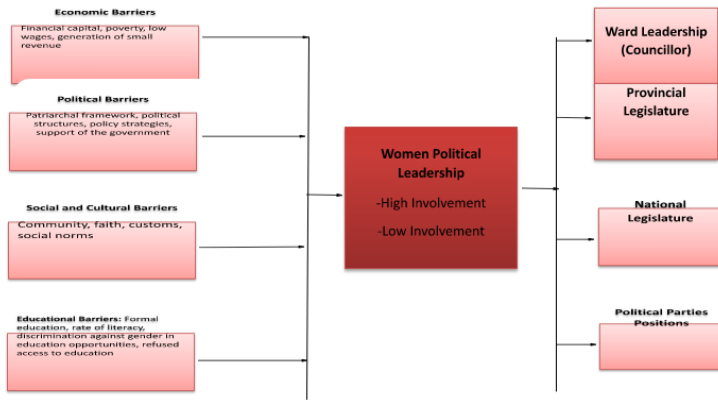 Economic Barriers
Financial capital, poverty, low
wages, generation of small
revenue
Political Barriers
Patriarchal framework, political
structures, policy strategies,
support of the government
Social and Cultural Barriers
Community, faith, customs,
social norms
Educational Barriers: Formal
education, rate of literacy,
discrimination against gender in
education opportunities, refused
access to education
Women Political
Leadership
-High Involvement
-Low Involvement
Ward Leadership
(Councillor)
Provincial
Legislature
National
Legislature
Political Parties
Positions